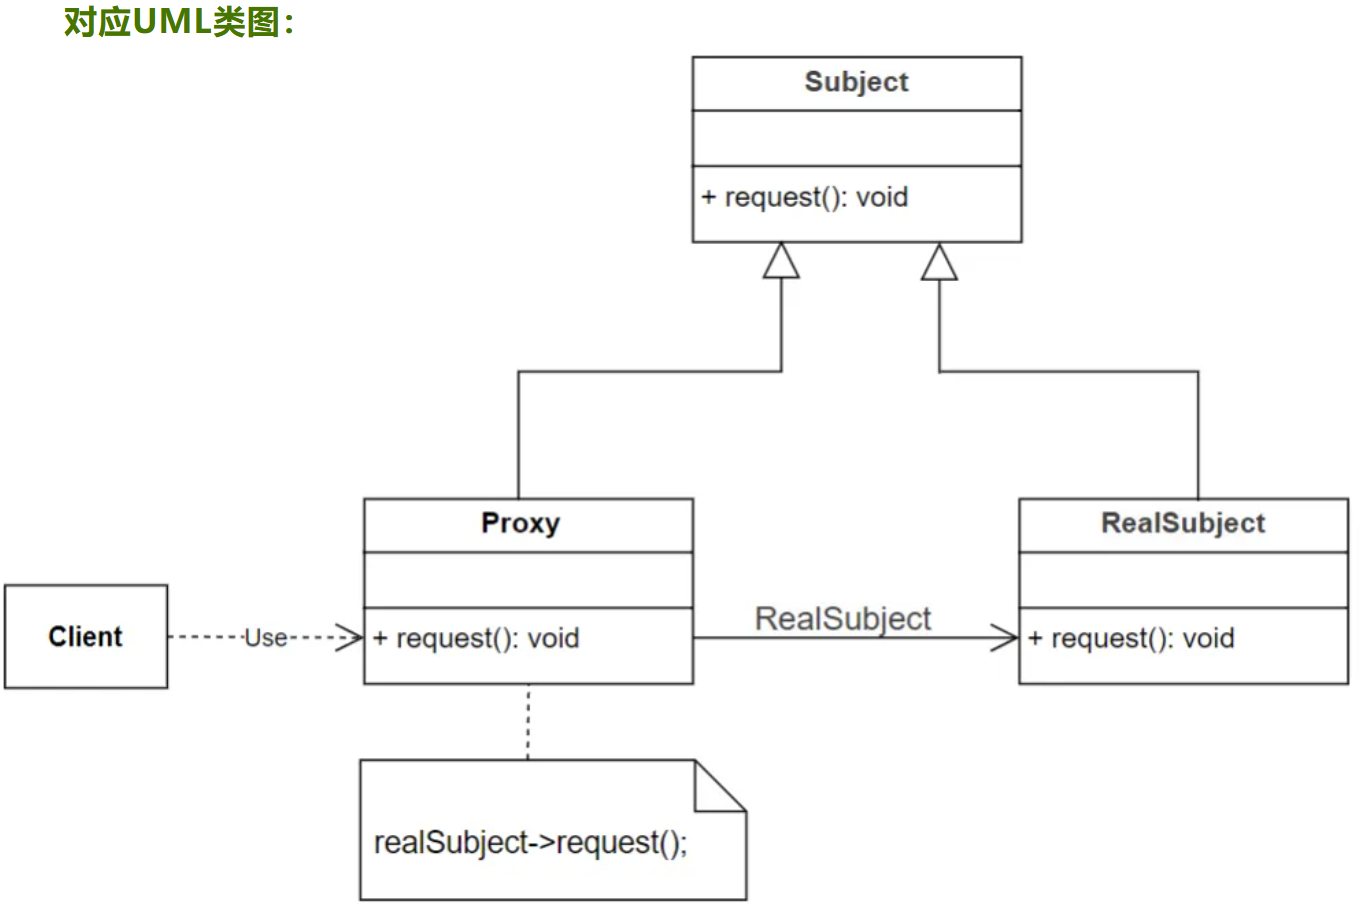 对应UML类图：
Subject
+ request(): void
Proxy
+ request(): void
RealSubject
+ request(): void
Client
Use
RealSubject
realSubject->request();